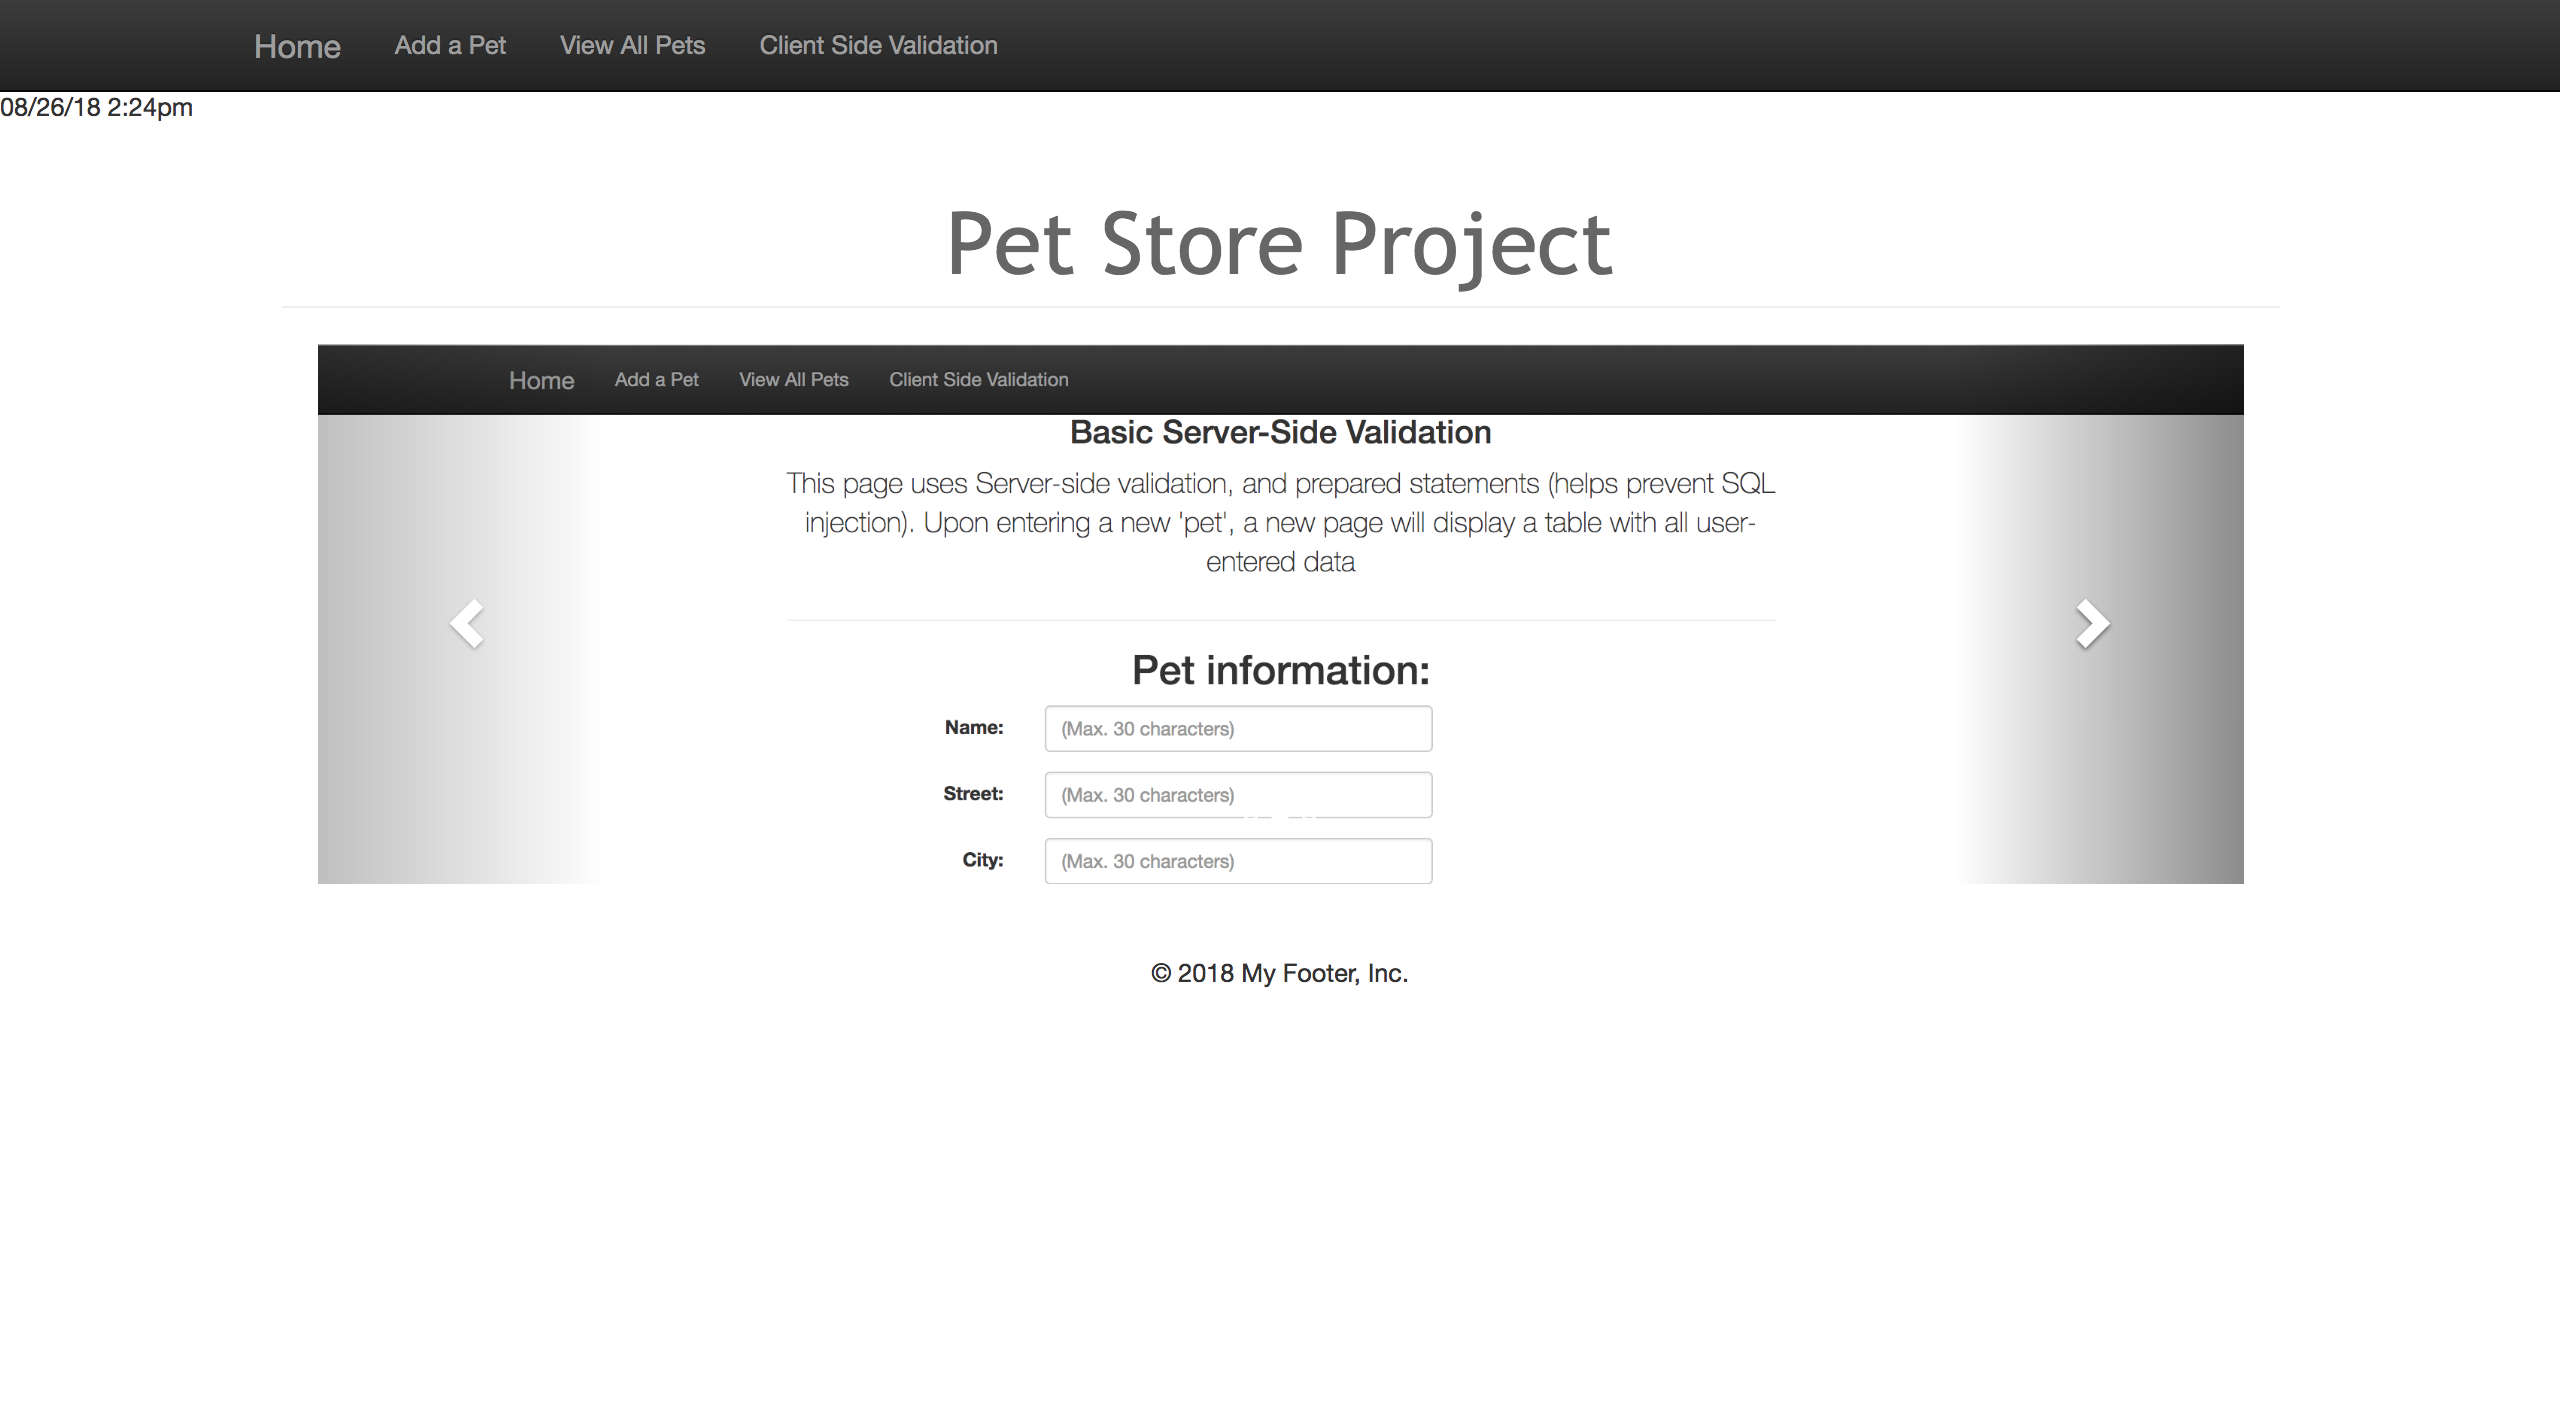 Home Add a Pet View All Pets Client Side Validation
08/26/18 2:24pm
Pet Store Project
Home Add a Pet View All Pets Client Side Validation
Basic Server-Side Validation
This page uses Server-side validation, and prepared statements (helps prevent SQL
injection). Upon entering a new 'pet', a new page will display a table with all user-
entered data
Pet information:
Name: (Max. 30 characters)
Street: (Max. 30 characters)
City: (Max. 30 characters)
© 2018 My Footer, Inc.